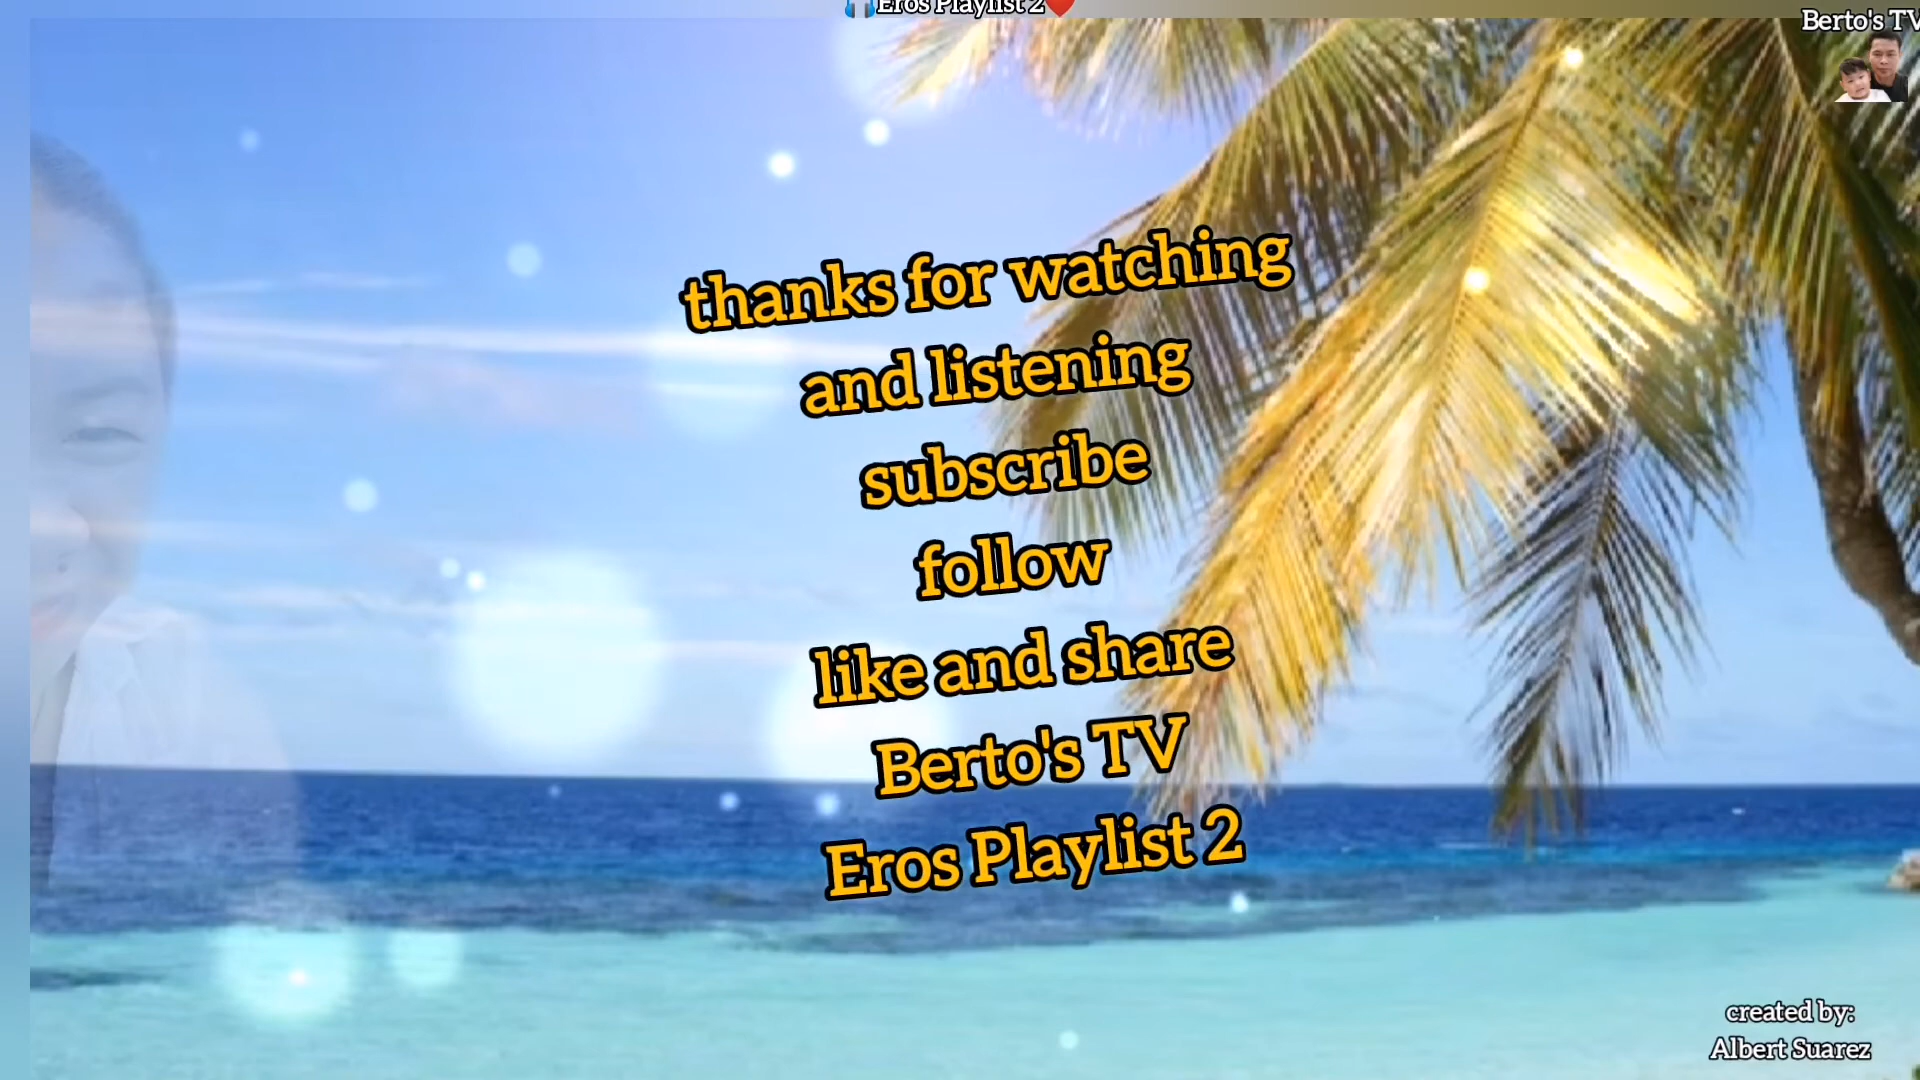 🎧Eros Playlist 2❤️
Berto's TV
thanks for watching
and listening
subscribe
follow
like and share
Berto's TV
Eros Playlist 2
created by:
Albert Suarez